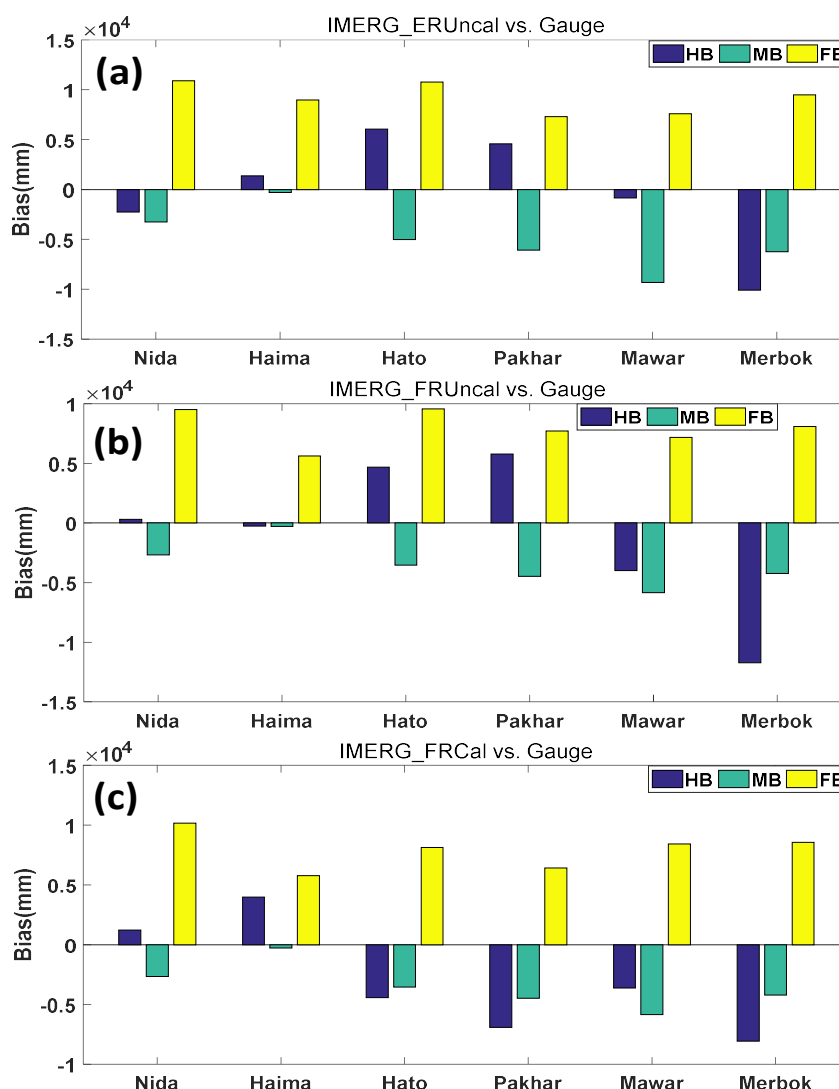 IMERG_ERUncal vs. Gauge
×10⁴
(a)
HB MB FB
1.5
1
0.5
0
-0.5
-1
-1.5
Bias(mm)
Nida Haima Hato Pakhar Mawar Merbok
IMERG_FRUncal vs. Gauge
×10⁴
(b)
HB MB FB
1
0.5
0
-0.5
-1
-1.5
Bias(mm)
Nida Haima Hato Pakhar Mawar Merbok
IMERG_FRCal vs. Gauge
×10⁴
(c)
HB MB FB
1.5
1
0.5
0
-0.5
-1
Bias(mm)
Nida Haima Hato Pakhar Mawar Merbok